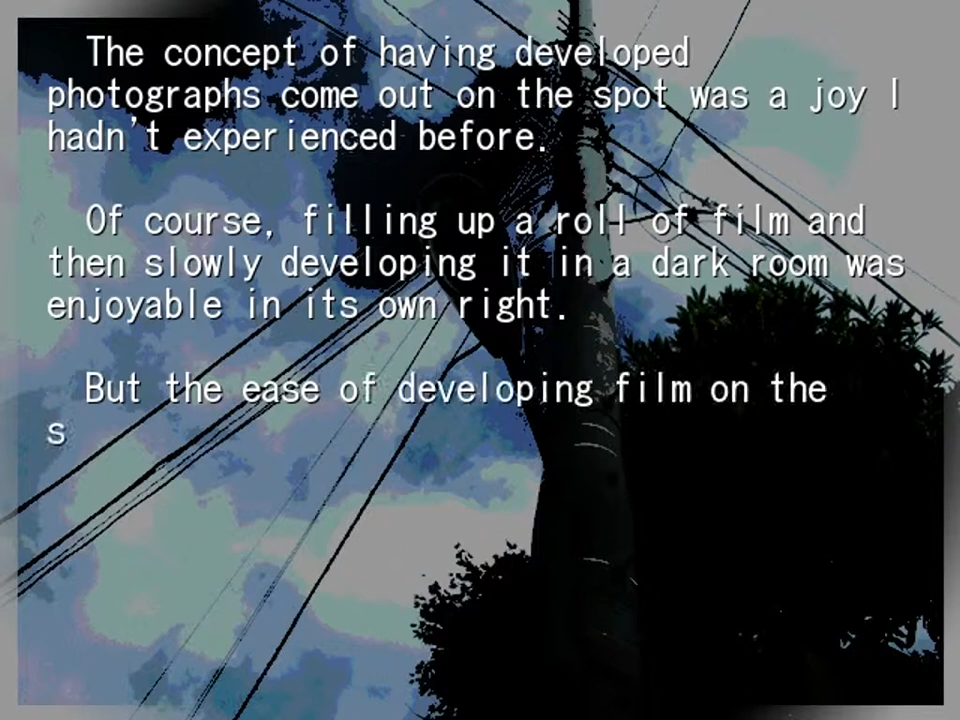 The concept of having developed
photographs come out on the spot was a joy I
hadn't experienced before.
Of course, filling up a roll of film and
then slowly developing it in a dark room was
enjoyable in its own right.
But the ease of developing film on the
s